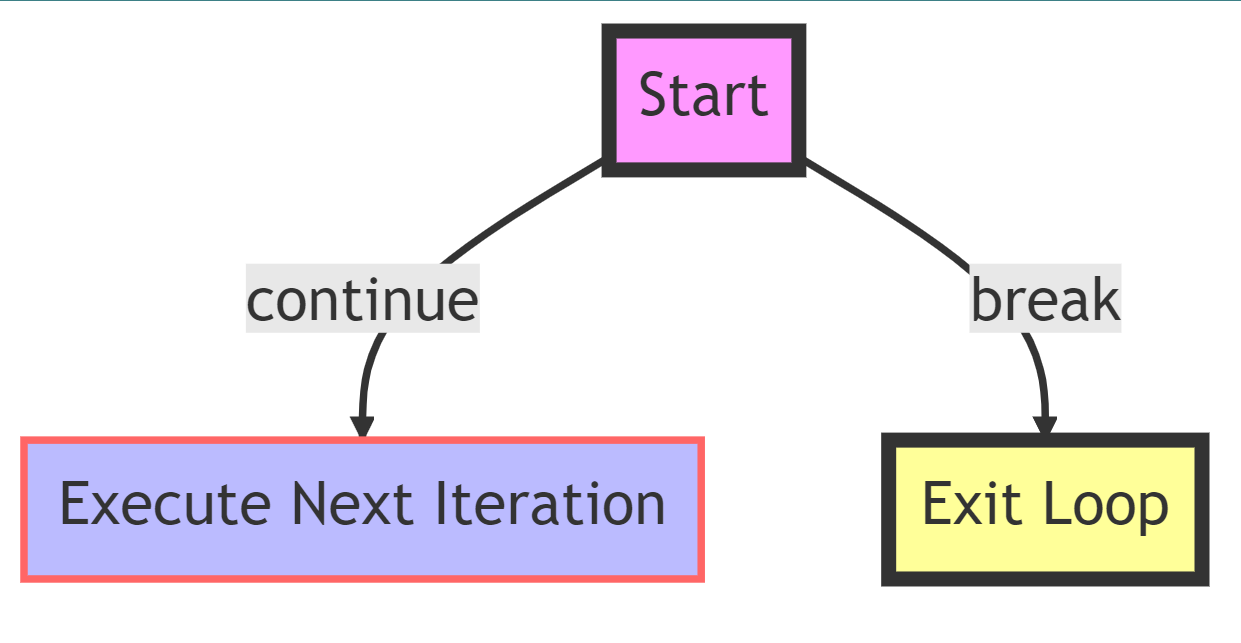 Start
continue
break
Execute Next Iteration
Exit Loop